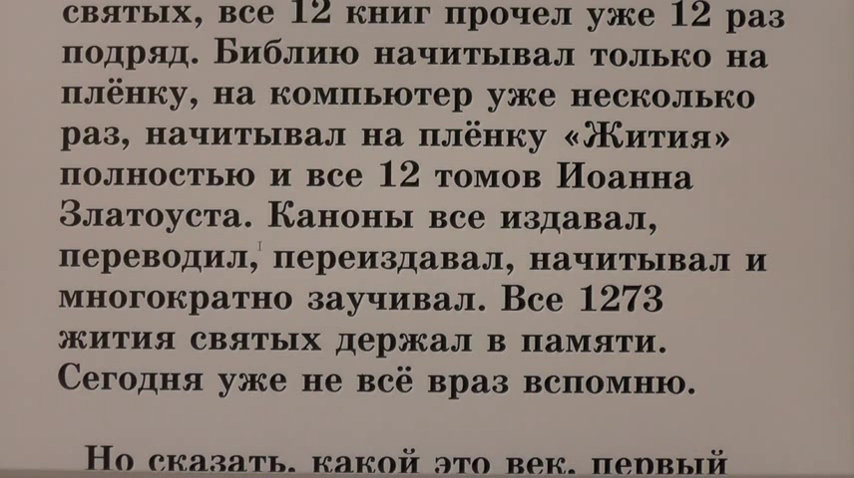 святых, все 12 книг прочел уже 12 раз
подряд. Библию начитывал только на
плёнку, на компьютер уже несколько
раз, начитывал на плёнку «Жития»
полностью и все 12 томов Иоанна
Златоуста. Каноны все издавал,
переводил, переиздавал, начитывал и
многократно заучивал. Все 1273
жития святых держал в памяти.
Сегодня уже не всё враз вспомню.
Но сказать, какой это век, первый